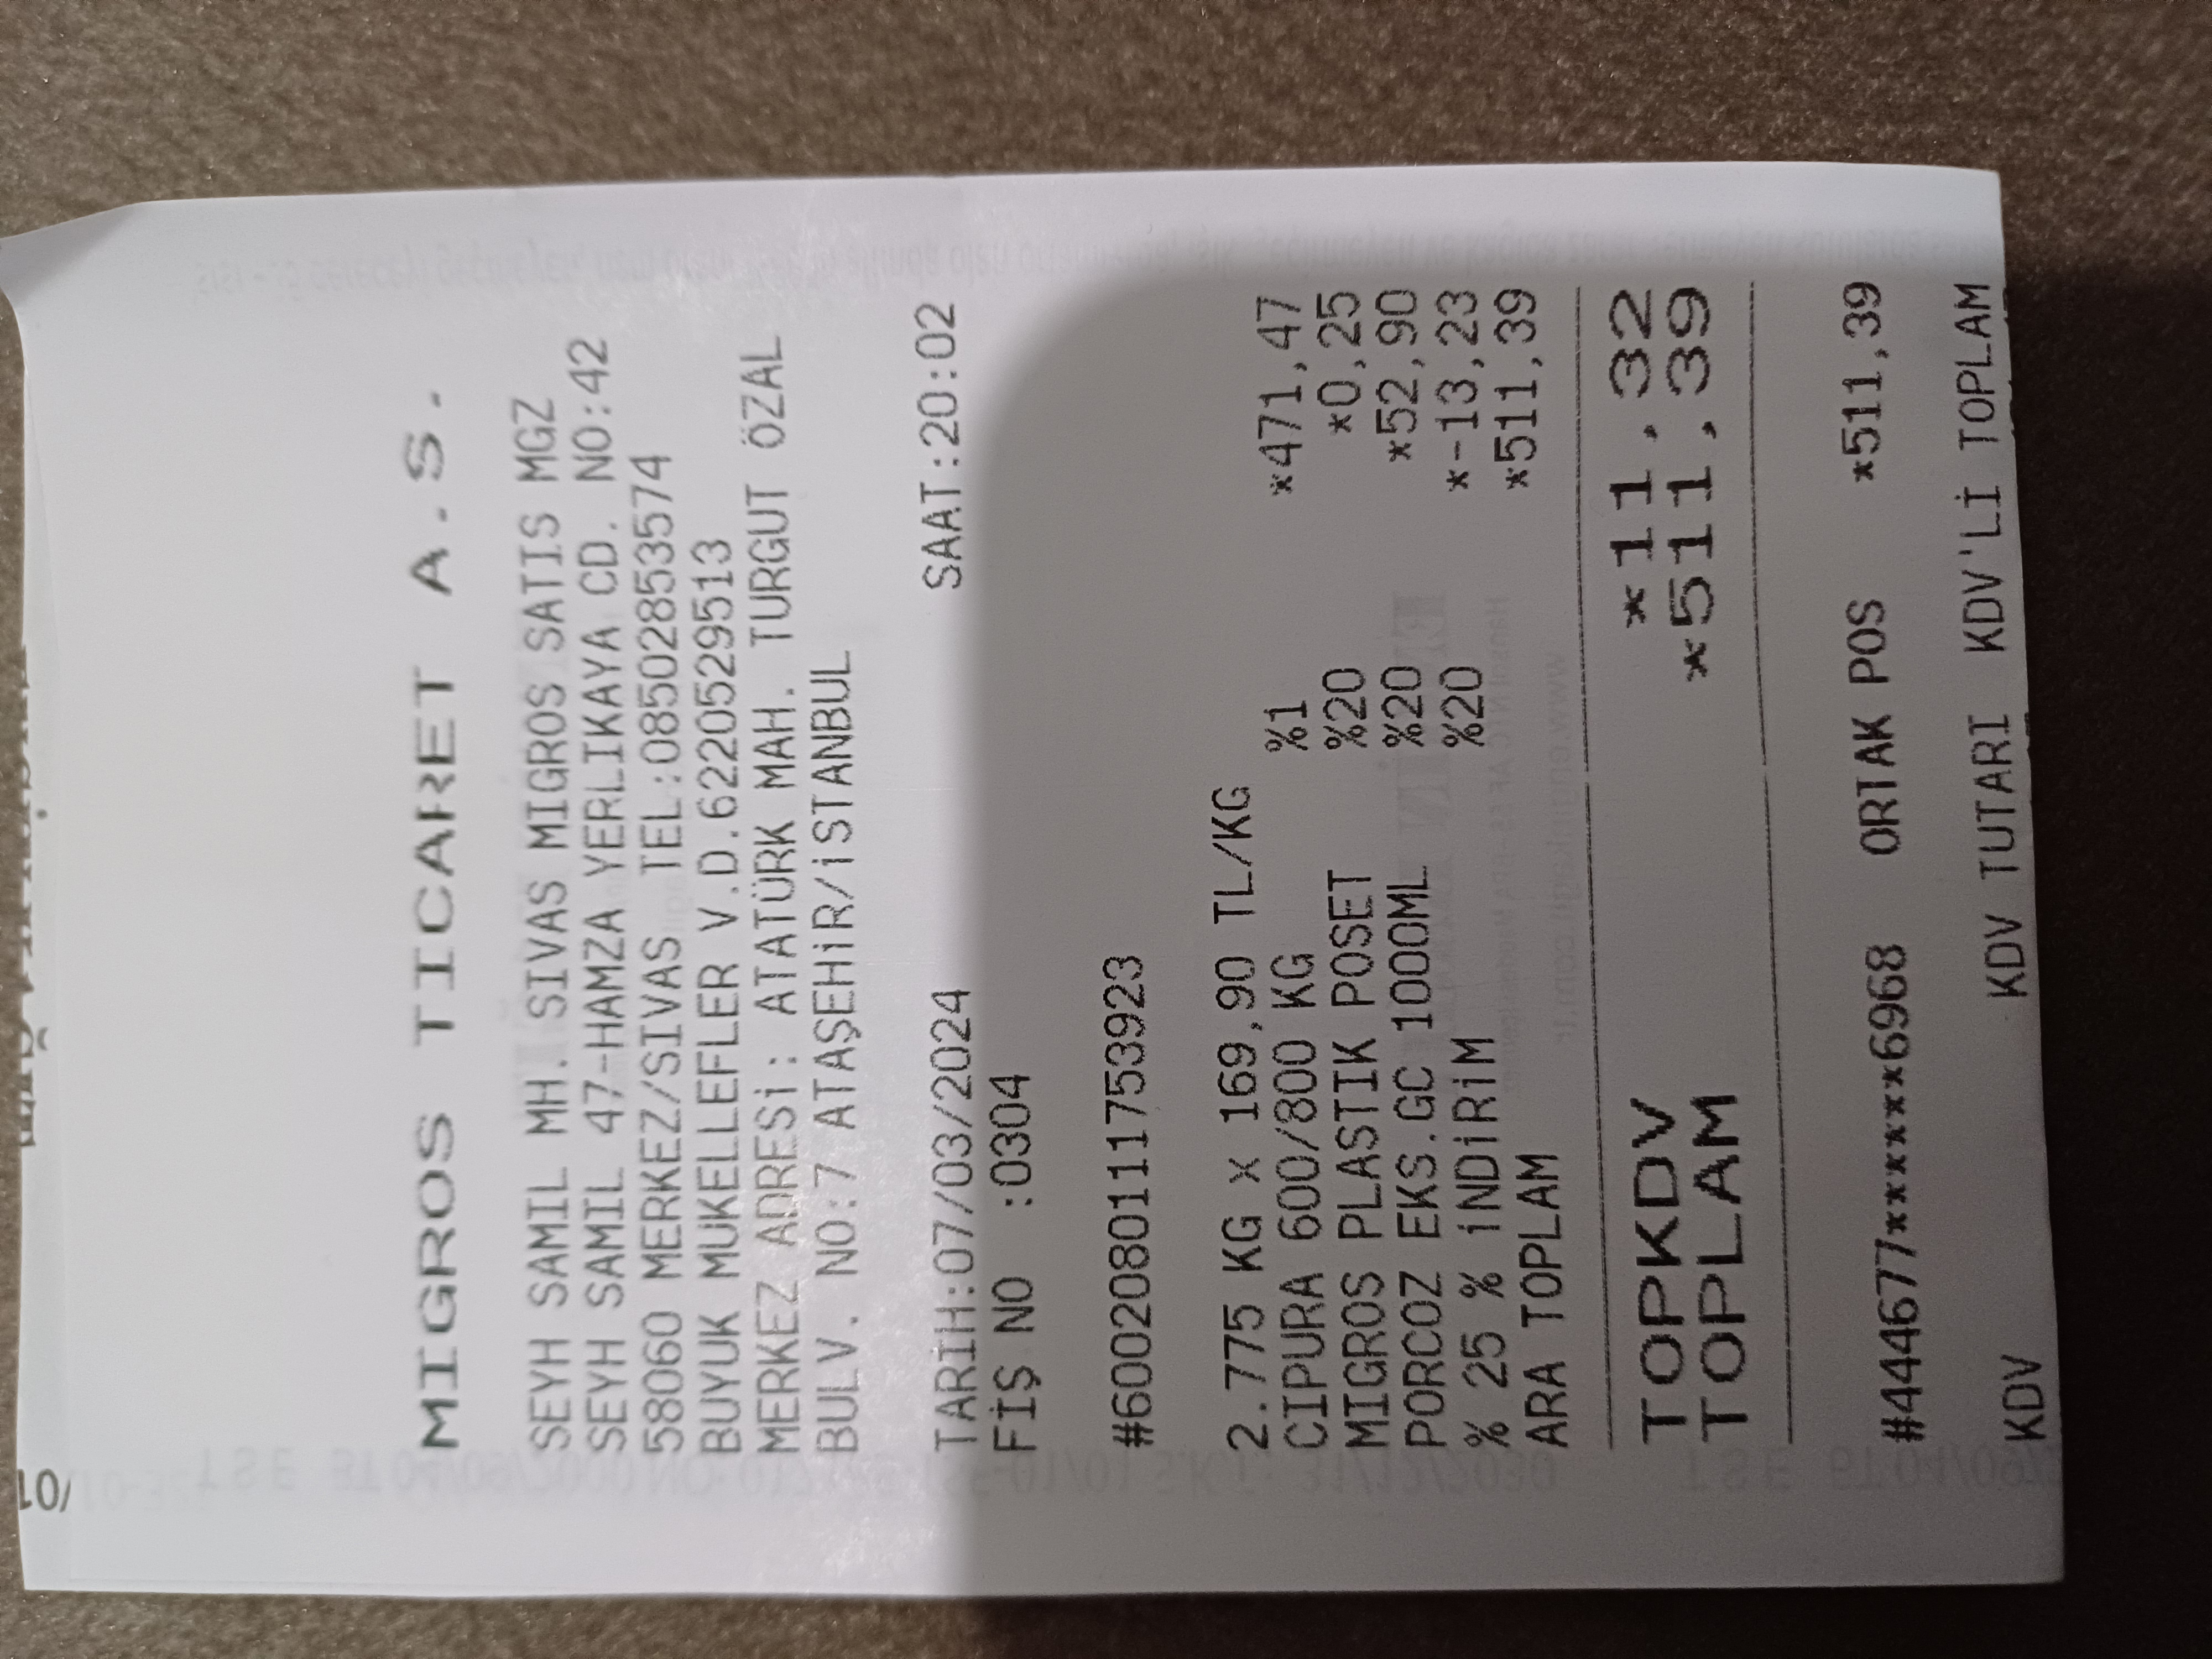 MIGROS TICARET A.S.
SEYH SAMIL MH. SIVAS MIGROS SATIS MGZ
SEYH SAMIL 47-HAMZA YERLIKAYA CD. NO:42
58060 MERKEZ/SIVAS TEL:08502853574
BUYUK MUKELLEFLER V.D.6220529513
MERKEZ ADRESİ: ATATÜRK MAH. TURGUT ÖZAL
BULV. NO:7 ATAŞEHİR/İSTANBUL
TARİH:07/03/2024 SAAT:20:02
FİŞ NO :0304
#6002080111753923
2.775 KG x 169,90 TL/KG
CIPURA 600/800 KG %1 *471,47
MIGROS PLASTIK POSET %20 *0,25
PORCOZ EKS.GC 1000ML %20 *52,90
% 25 % İNDİRİM %20 *-13,23
ARA TOPLAM *511,39
TOPKDV *11,32
TOPLAM *511,39
#444677******6968 ORTAK POS *511,39
KDV KDV TUTARI KDV'Lİ TOPLAM